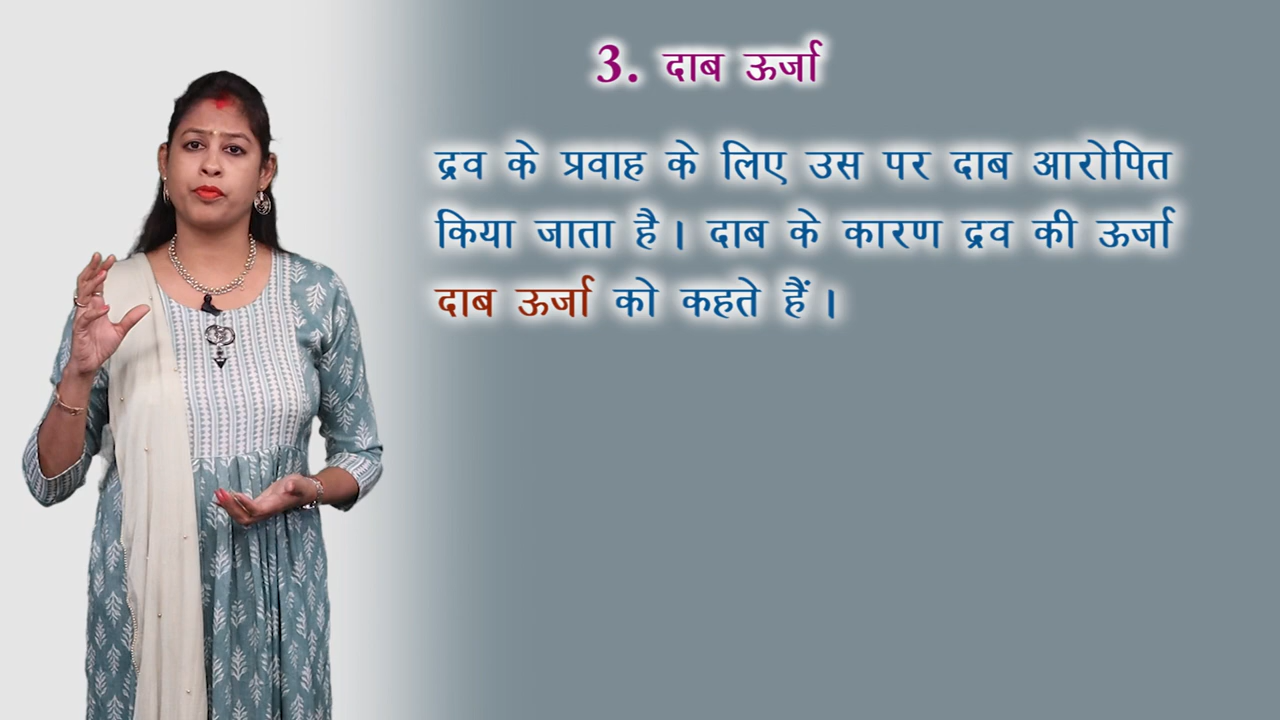 3. दाब ऊर्जा
द्रव के प्रवाह के लिए उस पर दाब आरोपित
किया जाता है। दाब के कारण द्रव की ऊर्जा
दाब ऊर्जा को कहते हैं।